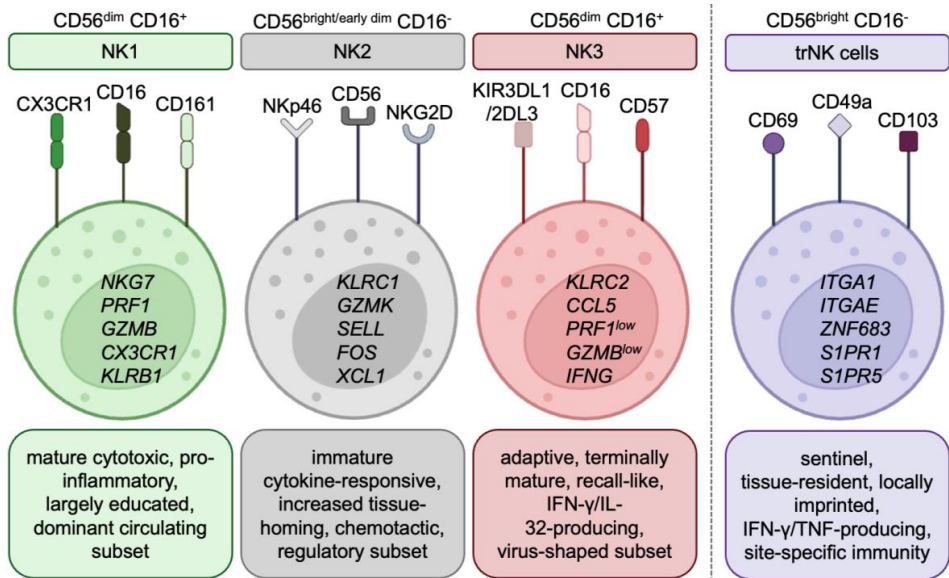 CD56dim CD16+
NK1
CX3CR1
CD16
CD161
NKG7
PRF1
GZMB
CX3CR1
KLRB1
mature cytotoxic, pro-
inflammatory,
largely educated,
dominant circulating
subset
CD56bright/early dim CD16-
NK2
NKp46
CD56
NKG2D
KLRC1
GZMK
SELL
FOS
XCL1
immature
cytokine-responsive,
increased tissue-
homing, chemotactic,
regulatory subset
CD56dim CD16+
NK3
KIR3DL1
/2DL3
CD16
CD57
KLRC2
CCL5
PRF1low
GZMBlow
IFNG
adaptive, terminally
mature, recall-like,
IFN-γ/IL-
32-producing,
virus-shaped subset
CD56bright CD16-
trNK cells
CD69
CD49a
CD103
ITGA1
ITGAE
ZNF683
S1PR1
S1PR5
sentinel,
tissue-resident, locally
imprinted,
IFN-γ/TNF-producing,
site-specific immunity